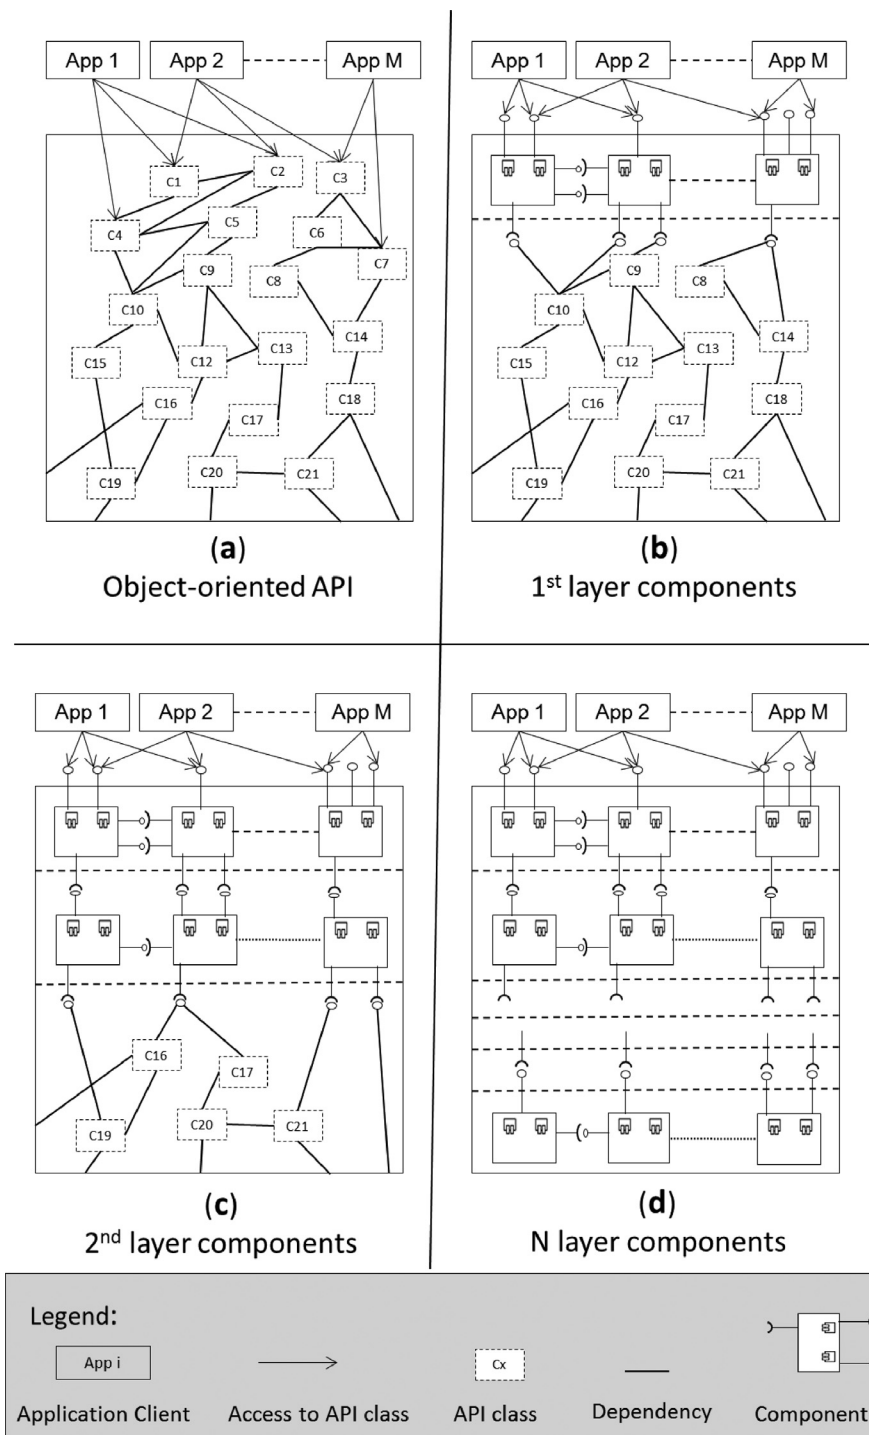 App 1 App 2 App M
C1 C2 C3
C4 C5 C6
C7
C8 C9
C10
C12 C13 C14
C15
C16 C17 C18
C19 C20 C21
(a)
Object-oriented API
App 1 App 2 App M
C9 C8
C10
C12 C13 C14
C15
C16 C17 C18
C19 C20 C21
(b)
1st layer components
App 1 App 2 App M
C16 C17
C19 C20 C21
(c)
2nd layer components
App 1 App 2 App M
(d)
N layer components
Legend:
App i Cx
Application Client Access to API class API class Dependency Component